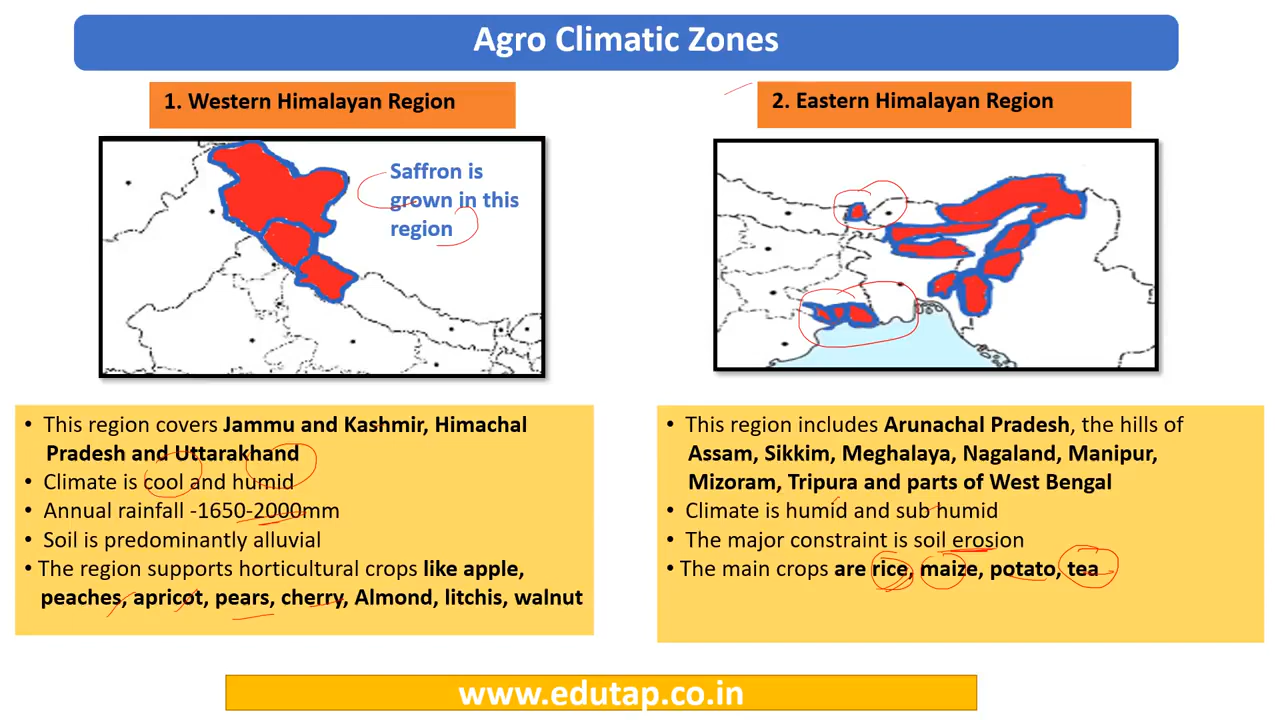 Agro Climatic Zones
1. Western Himalayan Region
Saffron is
grown in this
region
• This region covers Jammu and Kashmir, Himachal
Pradesh and Uttarakhand
• Climate is cool and humid
• Annual rainfall -1650-2000mm
• Soil is predominantly alluvial
• The region supports horticultural crops like apple,
peaches, apricot, pears, cherry, Almond, litchis, walnut
2. Eastern Himalayan Region
• This region includes Arunachal Pradesh, the hills of
Assam, Sikkim, Meghalaya, Nagaland, Manipur,
Mizoram, Tripura and parts of West Bengal
• Climate is humid and sub humid
• The major constraint is soil erosion
• The main crops are rice, maize, potato, tea
www.edutap.co.in